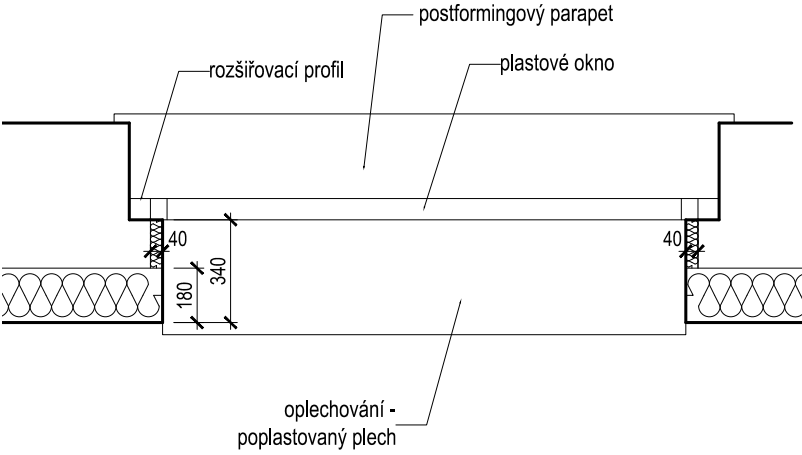 postformingový parapet
plastové okno
rozšiřovací profil
40
40
340
180
oplechování -
poplastovaný plech